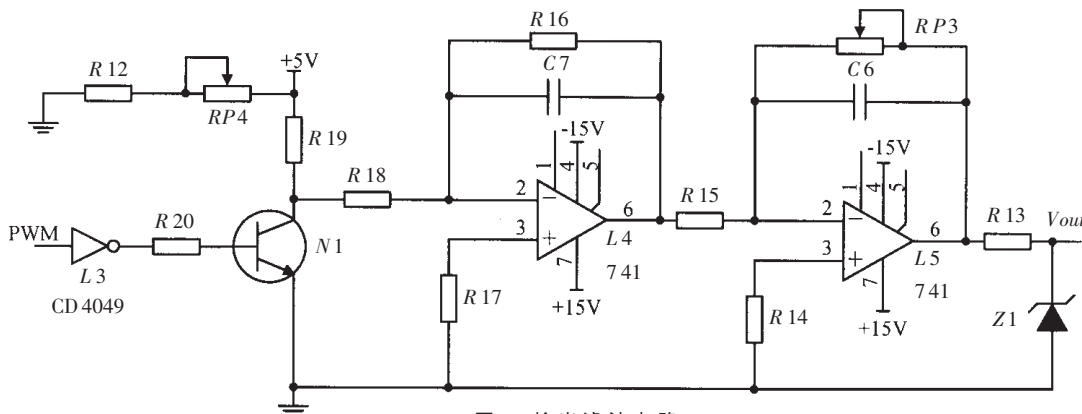 R16
RP3
C7
C6
+5V
R12
RP4
R19
-15V
-15V
1
4
5
1
4
5
R18
2
6
R15
2
6
R13
Vout
PWM
R20
N1
3
L4
3
L5
L3
7
741
7
741
CD4049
R17
+15V
R14
+15V
Z1